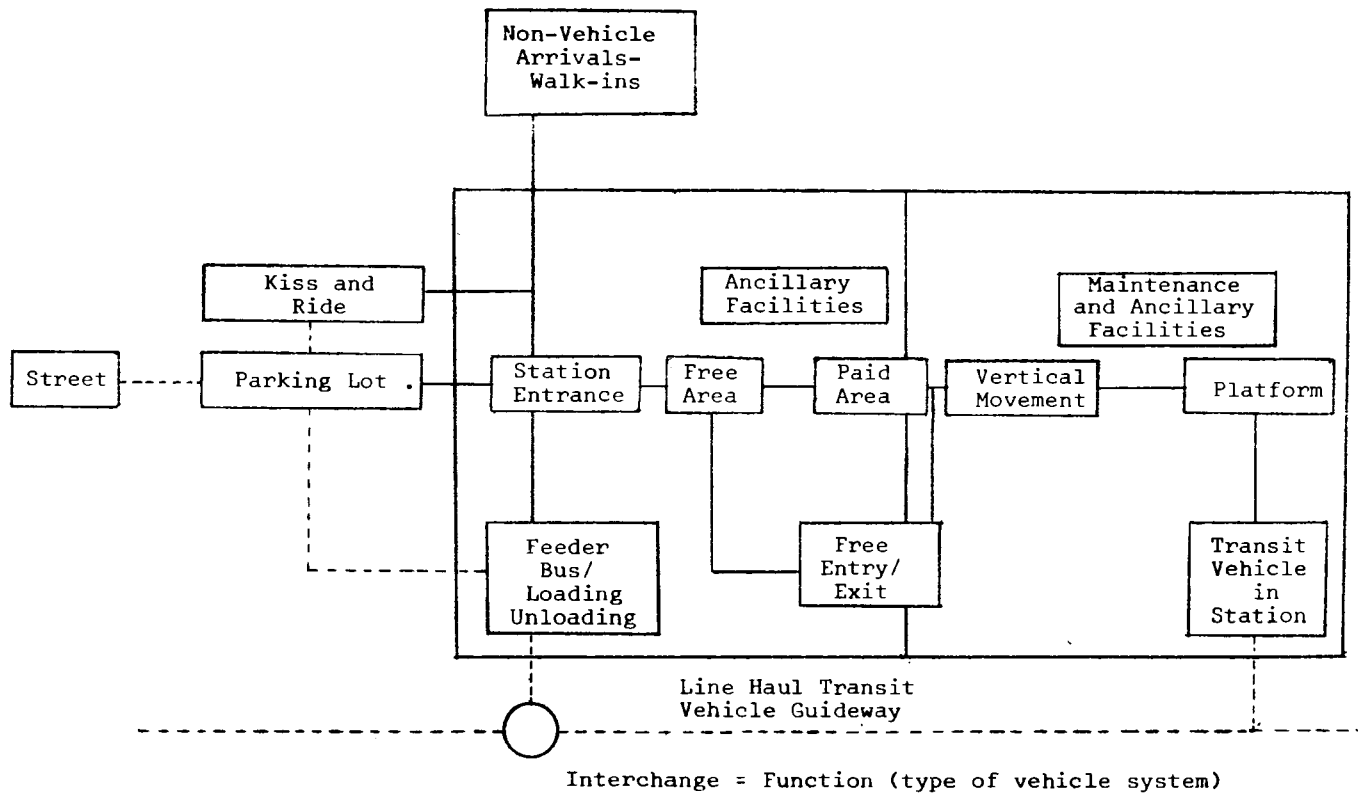 Non-Vehicle
Arrivals-
Walk-ins
Kiss and
Ride
Ancillary
Facilities
Maintenance
and Ancillary
Facilities
Street
Parking Lot .
Station
Entrance
Free
Area
Paid
Area
Vertical
Movement
Platform
Feeder
Bus/
Loading
Unloading
Free
Entry/
Exit
Transit
Vehicle
in
Station
Line Haul Transit
Vehicle Guideway
Interchange = Function (type of vehicle system)